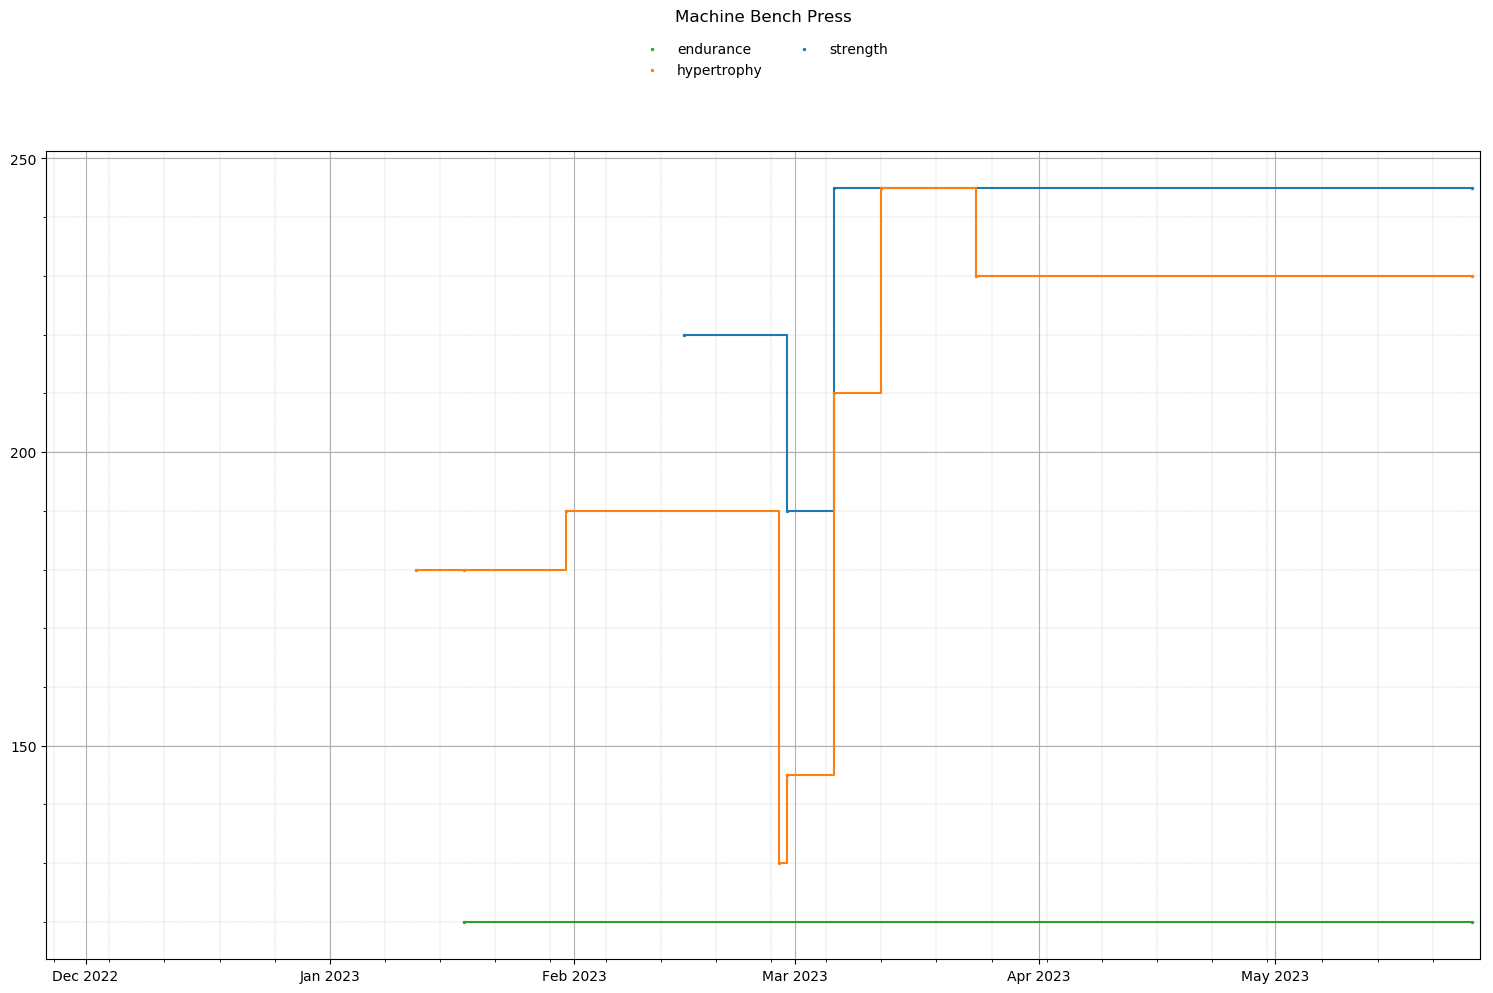 Machine Bench Press
endurance
hypertrophy
strength
250
200
150
Dec 2022
Jan 2023
Feb 2023
Mar 2023
Apr 2023
May 2023